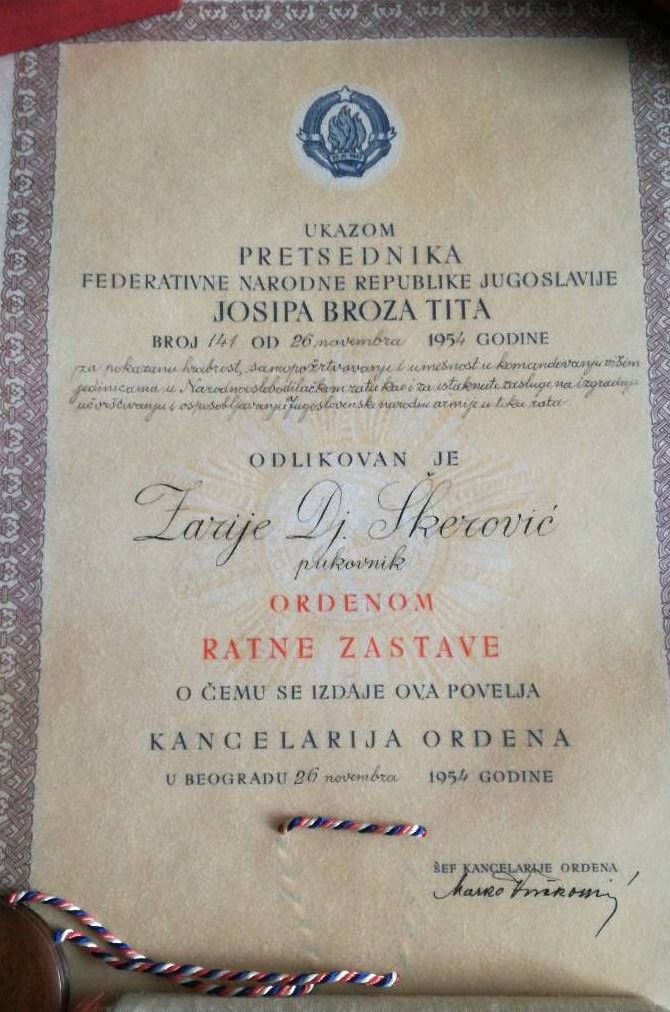 UKAZOM
PRETSEDNIKA
FEDERATIVNE NARODNE REPUBLIKE JUGOSLAVIJE
JOSIPA BROZA TITA
BROJ 141 OD 26 novembra 1954 GODINE
za pokazanu hrabrost, samopožrtvovanje i umešnost u komandovanju vojnim
jedinicama u Narodnooslobodilačkom ratu kao i za istaknute zasluge na izgradnji
učvršćivanju i osposobljavanju Jugoslovenske narodne armije u toku rata
ODLIKOVAN JE
Zarije Dj. Škerović
pukovnik
ORDENOM
RATNE ZASTAVE
O ČEMU SE IZDAJE OVA POVELJA
KANCELARIJA ORDENA
U BEOGRADU 26 novembra 1954 GODINE
ŠEF KANCELARIJE ORDENA
Marko